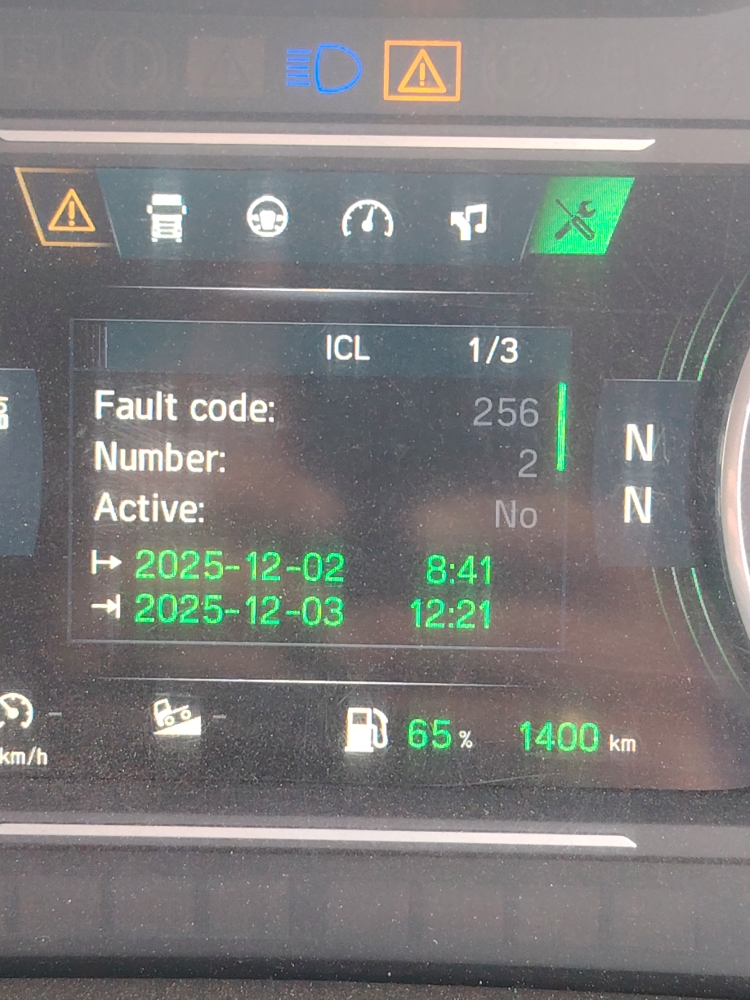 ICL 1/3
Fault code: 256
Number: 2
Active: No
2025-12-02 8:41
2025-12-03 12:21
N
N
km/h
65 % 1400 km